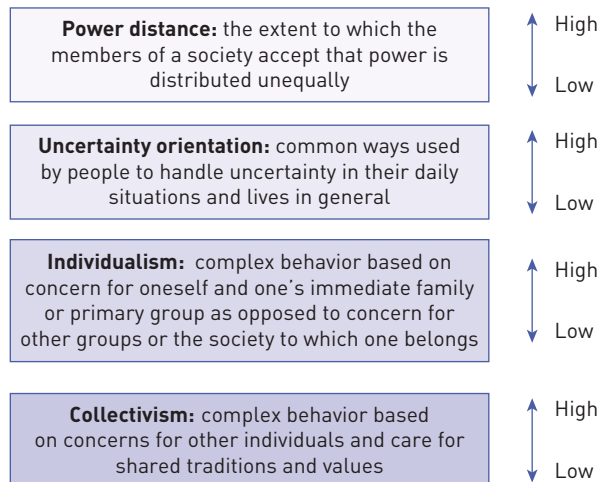 Power distance: the extent to which the
members of a society accept that power is
distributed unequally
High
Low
Uncertainty orientation: common ways used
by people to handle uncertainty in their daily
situations and lives in general
High
Low
Individualism: complex behavior based on
concern for oneself and one's immediate family
or primary group as opposed to concern for
other groups or the society to which one belongs
High
Low
Collectivism: complex behavior based
on concerns for other individuals and care for
shared traditions and values
High
Low